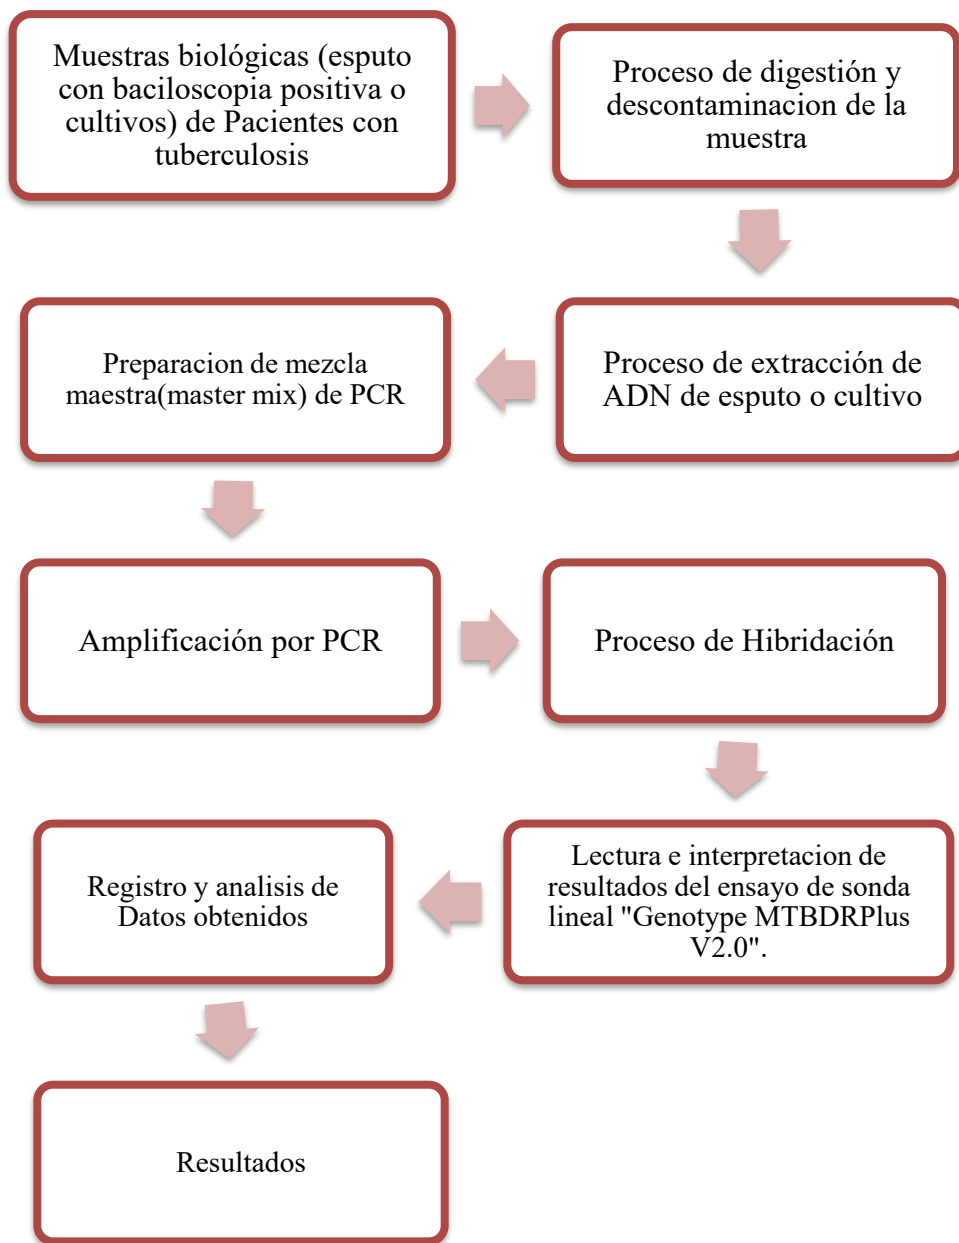 Muestras biológicas (esputo
con baciloscopia positiva o
cultivos) de Pacientes con
tuberculosis
Proceso de digestión y
descontaminacion de la
muestra
Proceso de extracción de
ADN de esputo o cultivo
Preparacion de mezcla
maestra(master mix) de PCR
Amplificación por PCR
Proceso de Hibridación
Lectura e interpretacion de
resultados del ensayo de sonda
lineal "Genotype MTBDRPlus
V2.0".
Registro y analisis de
Datos obtenidos
Resultados